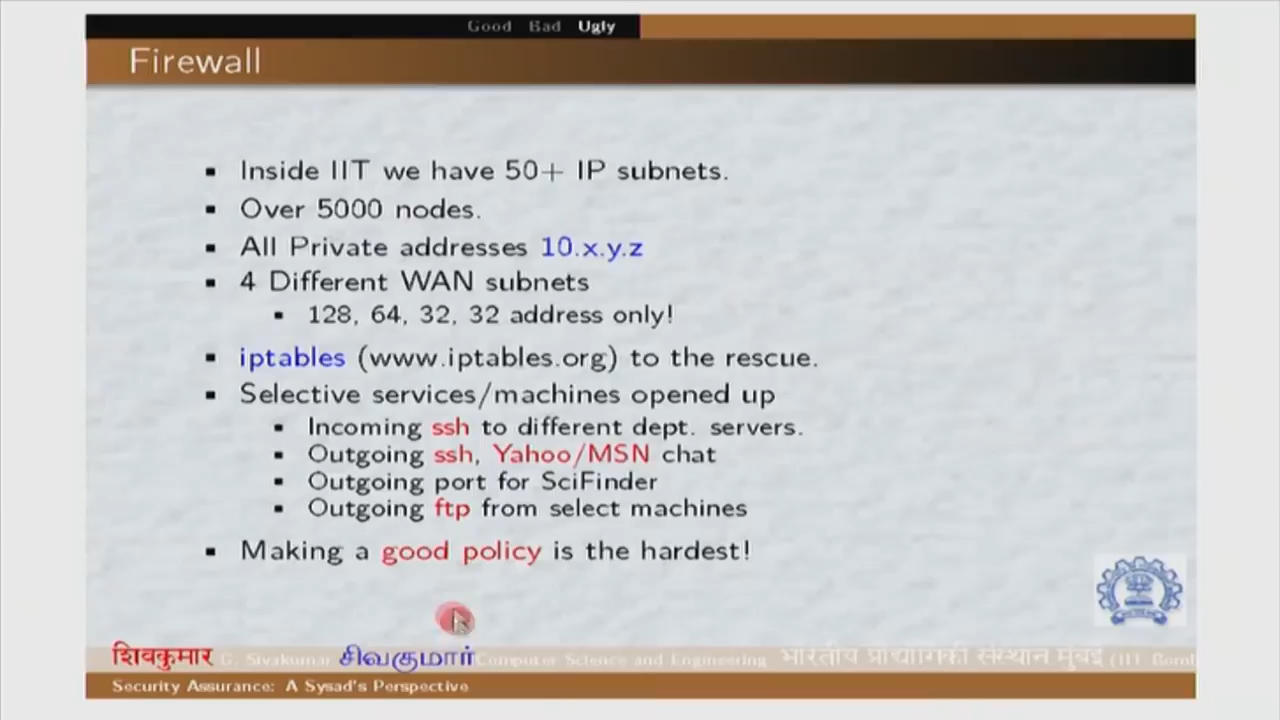 Good Bad Ugly
Firewall
Inside IIT we have 50+ IP subnets.
Over 5000 nodes.
All Private addresses 10.x.y.z
4 Different WAN subnets
128, 64, 32, 32 address only!
iptables (www.iptables.org) to the rescue.
Selective services/machines opened up
Incoming ssh to different dept. servers.
Outgoing ssh, Yahoo/MSN chat
Outgoing port for SciFinder
Outgoing ftp from select machines
Making a good policy is the hardest!
शिवकुमार G. Sivakumar சிவகுமார் Computer Science and Engineering भारतीय प्रौद्योगिकी संस्थान मुंबई (IIT Bomb
Security Assurance: A Sysad's Perspective